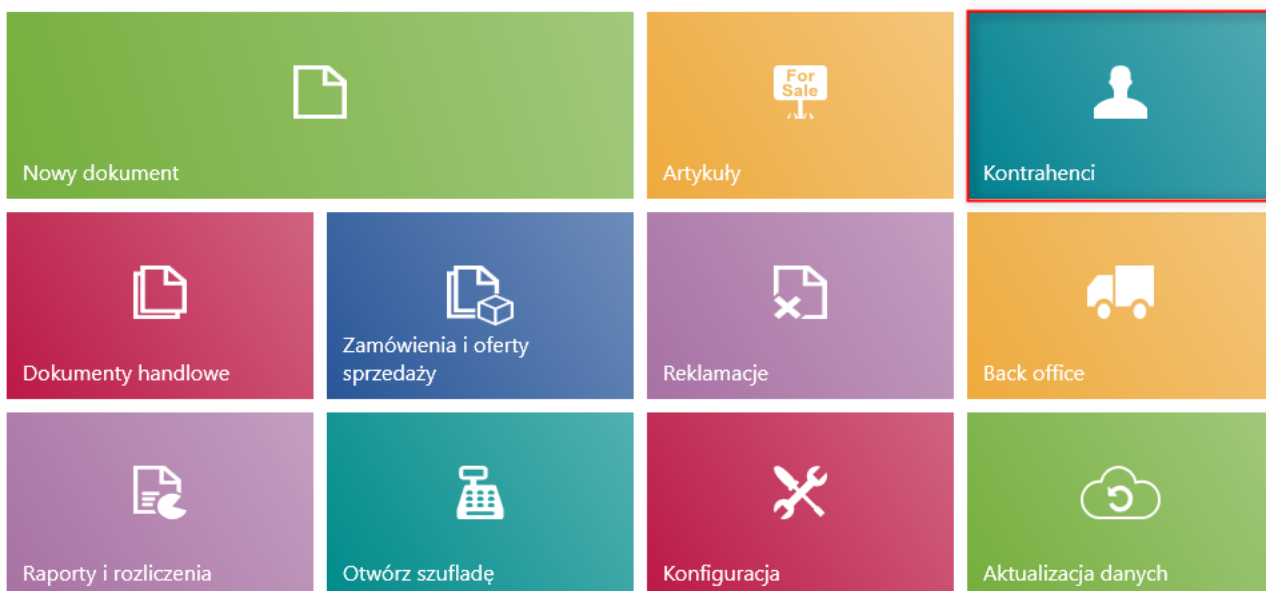 For
Sale
Nowy dokument
Artykuły
Kontrahenci
Dokumenty handlowe
Zamówienia i oferty
sprzedaży
Reklamacje
Back office
Raporty i rozliczenia
Otwórz szufladę
Konfiguracja
Aktualizacja danych